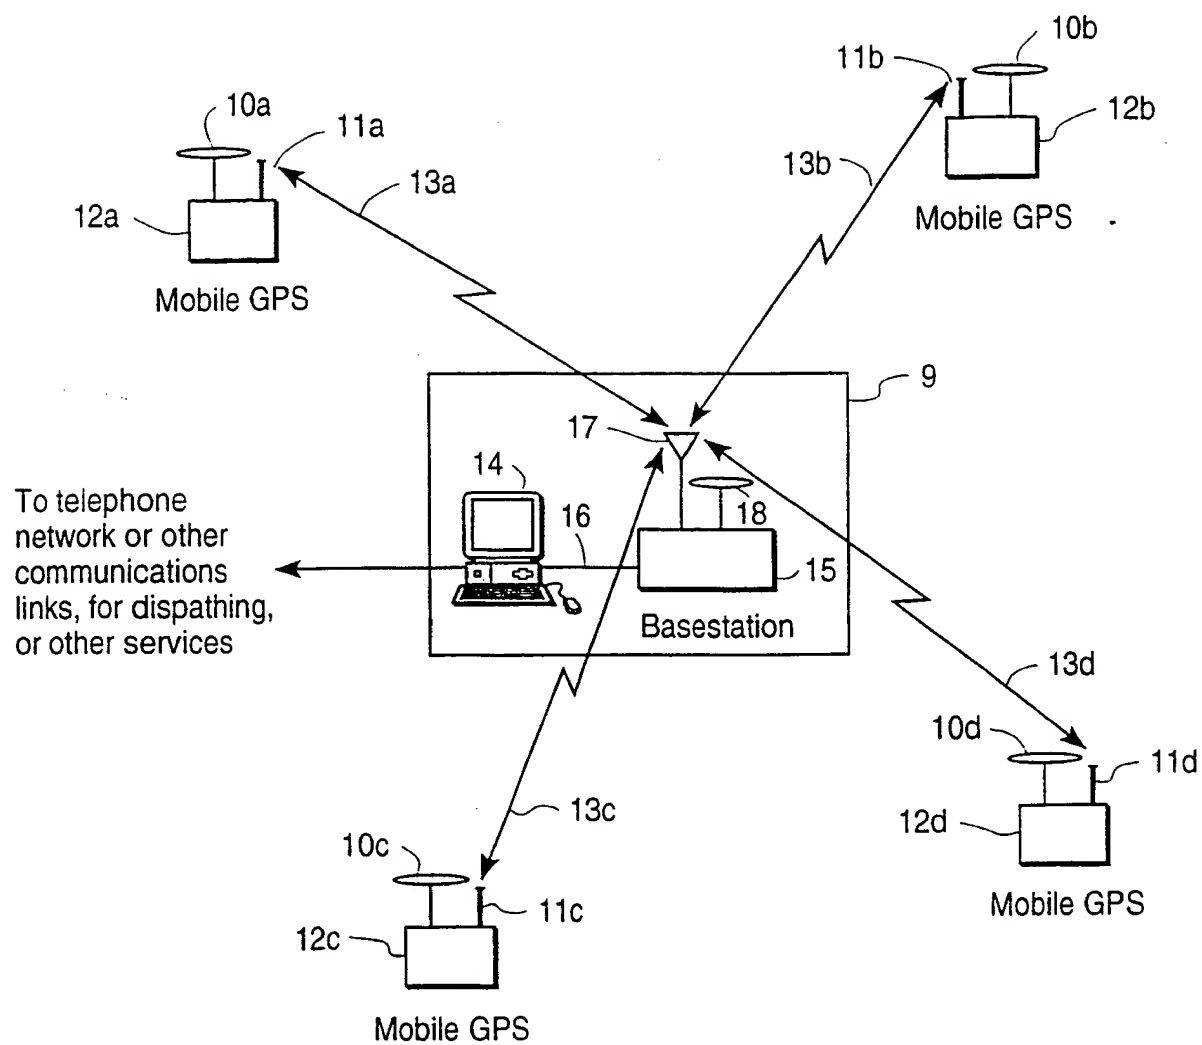 10b
11b
12b
10a
11a
13b
13a
12a
Mobile GPS
Mobile GPS
9
17
14
To telephone
network or other
communications
links, for dispathing,
or other services
16
18
15
Basestation
13d
10d
11d
13c
12d
10c
11c
12c
Mobile GPS
Mobile GPS